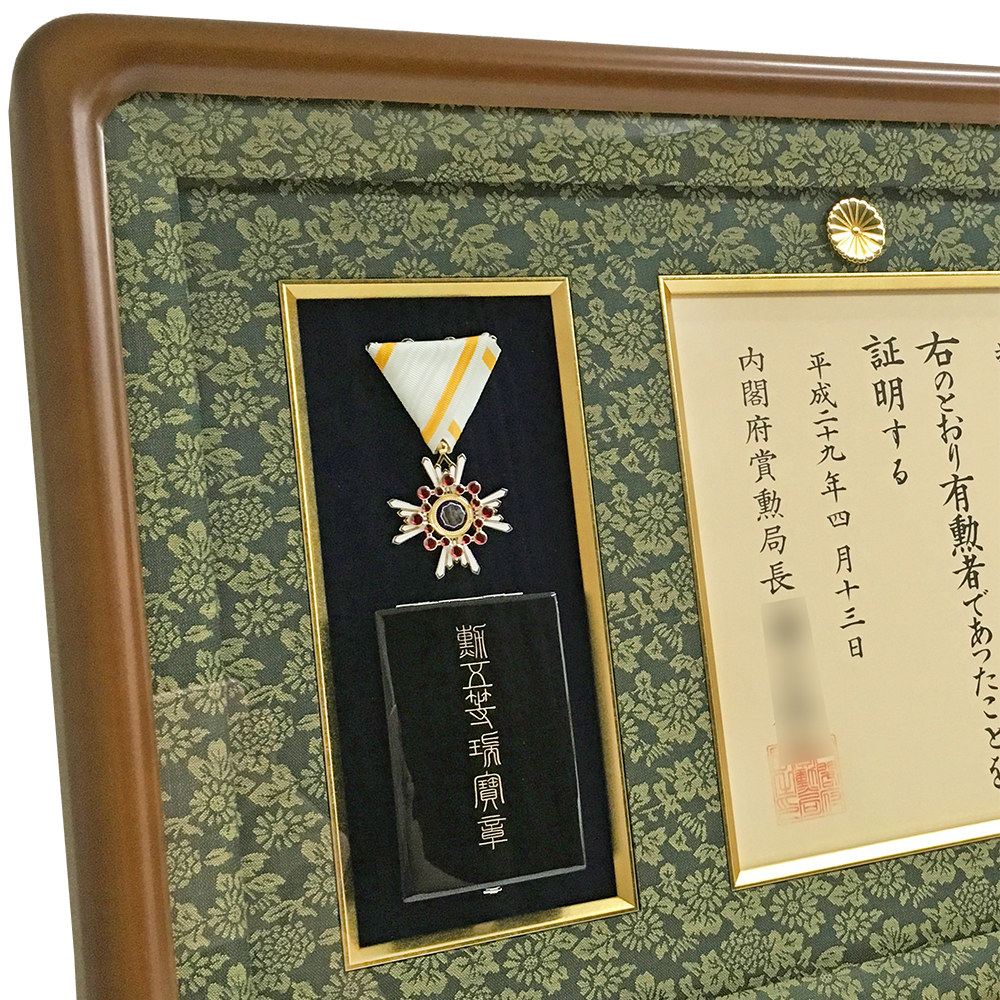 右のとおり有勲者であったことを
証明する
平成二十九年四月十三日
内閣府賞勲局長
勲五等瑞寶章